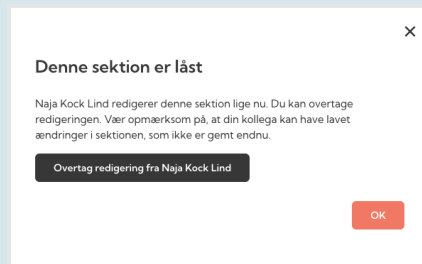 Denne sektion er låst
Naja Kock Lind redigerer denne sektion lige nu. Du kan overtage
redigeringen. Vær opmærksom på, at din kollega kan have lavet
ændringer i sektionen, som ikke er gemt endnu.
Overtag redigering fra Naja Kock Lind
OK